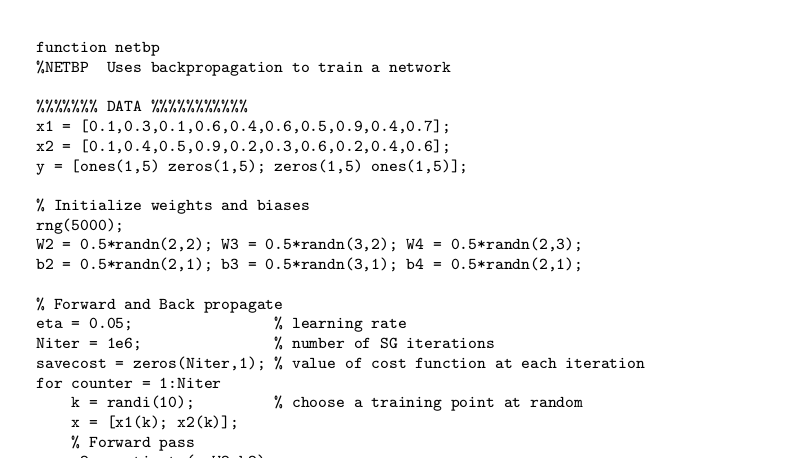 function netbp
%NETBP  Uses backpropagation to train a network
%%%%%%% DATA %%%%%%%%%%%
x1 = [0.1,0.3,0.1,0.6,0.4,0.6,0.5,0.9,0.4,0.7];
x2 = [0.1,0.4,0.5,0.9,0.2,0.3,0.6,0.2,0.4,0.6];
y = [ones(1,5) zeros(1,5); zeros(1,5) ones(1,5)];
% Initialize weights and biases
rng(5000);
W2 = 0.5*randn(2,2); W3 = 0.5*randn(3,2); W4 = 0.5*randn(2,3);
b2 = 0.5*randn(2,1); b3 = 0.5*randn(3,1); b4 = 0.5*randn(2,1);
% Forward and Back propagate
eta = 0.05;                % learning rate
Niter = 1e6;               % number of SG iterations
savecost = zeros(Niter,1); % value of cost function at each iteration
for counter = 1:Niter
    k = randi(10);         % choose a training point at random
    x = [x1(k); x2(k)];
    % Forward pass